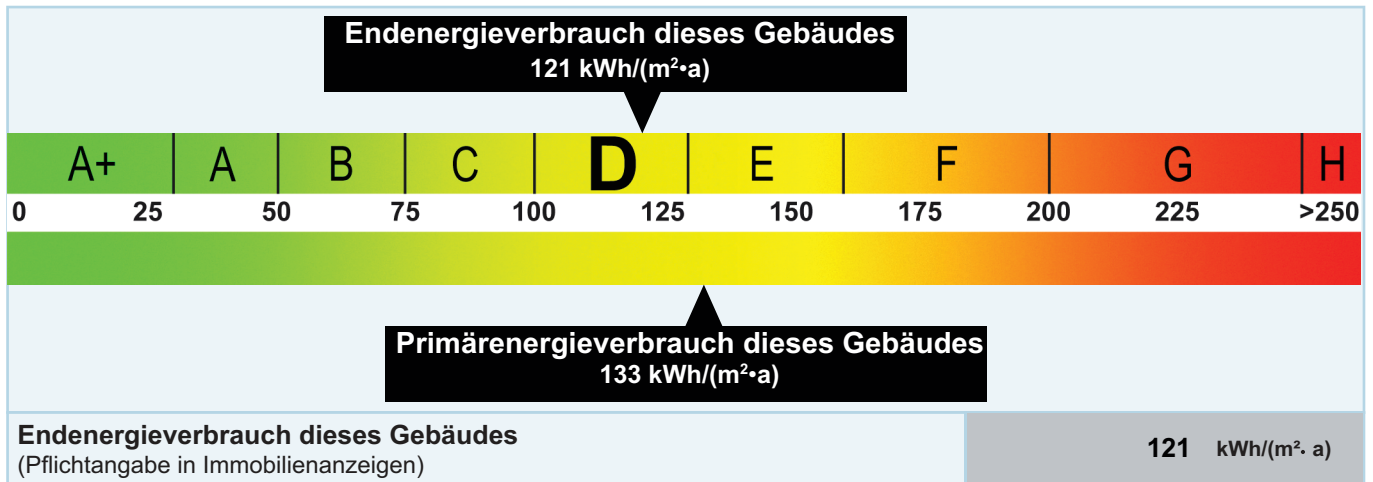 Endenergieverbrauch dieses Gebäudes
121 kWh/(m²•a)
A+ A B C D E F G H
0 25 50 75 100 125 150 175 200 225 >250
Primärenergieverbrauch dieses Gebäudes
133 kWh/(m²•a)
Endenergieverbrauch dieses Gebäudes
(Pflichtangabe in Immobilienanzeigen)
121 kWh/(m²· a)